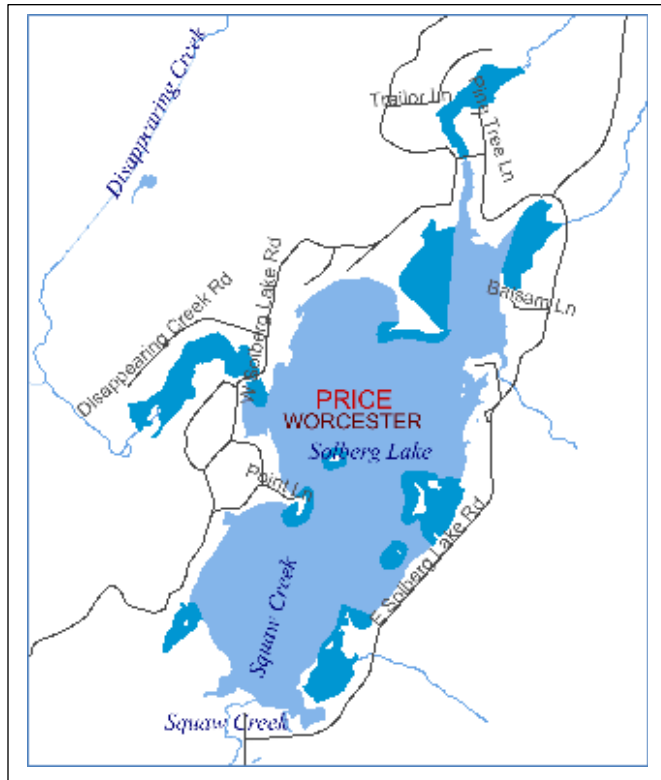 Disappearing Creek
Trailor Ln
Pine Tree Ln
W Solberg Lake Rd
Balsam Ln
Disappearing Creek Rd
PRICE
WORCESTER
Solberg Lake
Point Ln
E Solberg Lake Rd
Squaw Creek
Squaw Creek